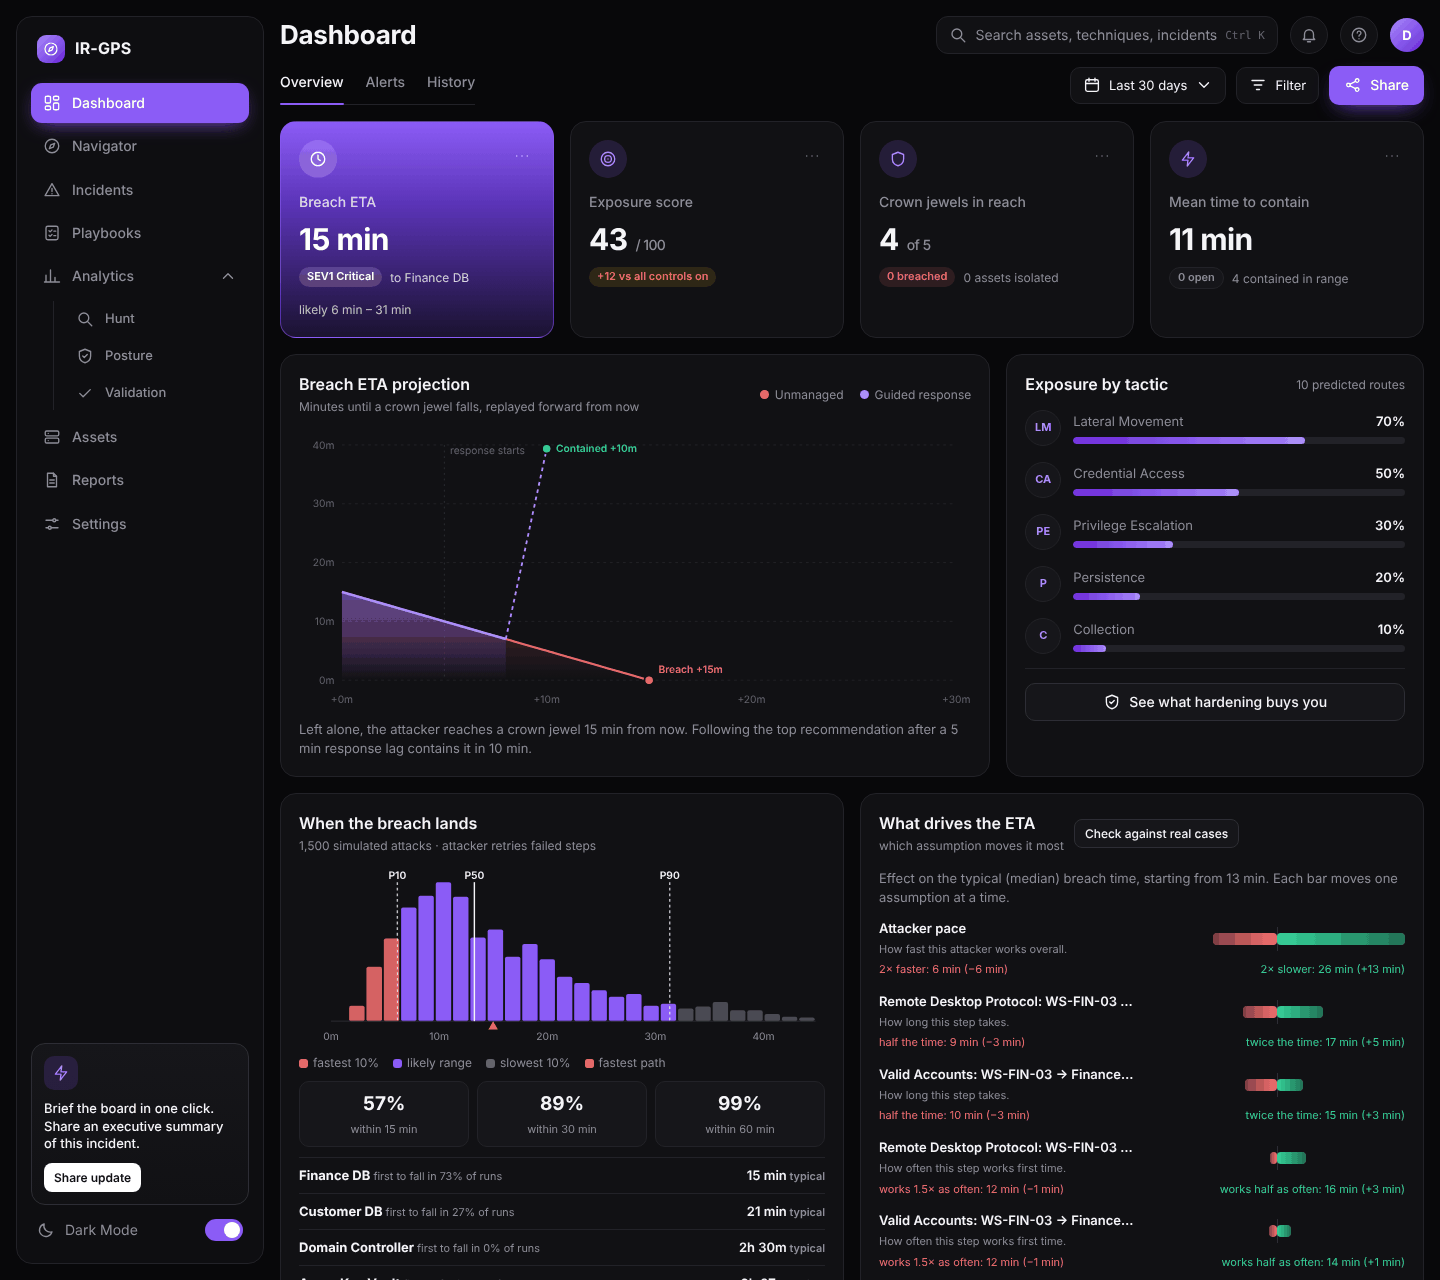 IR-GPS
Dashboard
Navigator
Incidents
Playbooks
Analytics
Hunt
Posture
Validation
Assets
Reports
Settings
Brief the board in one click.
Share an executive summary
of this incident.
Share update
Dark Mode
Dashboard
Search assets, techniques, incidents Ctrl K
D
Overview Alerts History
Last 30 days
Filter
Share
Breach ETA
15 min
SEV1 Critical to Finance DB
likely 6 min – 31 min
Exposure score
43 / 100
+12 vs all controls on
Crown jewels in reach
4 of 5
0 breached 0 assets isolated
Mean time to contain
11 min
0 open 4 contained in range
Breach ETA projection
Minutes until a crown jewel falls, replayed forward from now
Unmanaged Guided response
40m
30m
20m
10m
0m
response starts
Contained +10m
Breach +15m
+0m +10m +20m +30m
Left alone, the attacker reaches a crown jewel 15 min from now. Following the top recommendation after a 5
min response lag contains it in 10 min.
Exposure by tactic
10 predicted routes
LM Lateral Movement 70%
CA Credential Access 50%
PE Privilege Escalation 30%
P Persistence 20%
C Collection 10%
See what hardening buys you
When the breach lands
1,500 simulated attacks · attacker retries failed steps
P10 P50 P90
0m 10m 20m 30m 40m
fastest 10% likely range slowest 10% fastest path
57%
within 15 min
89%
within 30 min
99%
within 60 min
Finance DB first to fall in 73% of runs 15 min typical
Customer DB first to fall in 27% of runs 21 min typical
Domain Controller first to fall in 0% of runs 2h 30m typical
What drives the ETA
which assumption moves it most
Check against real cases
Effect on the typical (median) breach time, starting from 13 min. Each bar moves one
assumption at a time.
Attacker pace
How fast this attacker works overall.
2× faster: 6 min (−6 min) 2× slower: 26 min (+13 min)
Remote Desktop Protocol: WS-FIN-03 ...
How long this step takes.
half the time: 9 min (−3 min) twice the time: 17 min (+5 min)
Valid Accounts: WS-FIN-03 → Finance...
How long this step takes.
half the time: 10 min (−3 min) twice the time: 15 min (+3 min)
Remote Desktop Protocol: WS-FIN-03 ...
How often this step works first time.
works 1.5× as often: 12 min (−1 min) works half as often: 16 min (+3 min)
Valid Accounts: WS-FIN-03 → Finance...
How often this step works first time.
works 1.5× as often: 12 min (−1 min) works half as often: 14 min (+1 min)